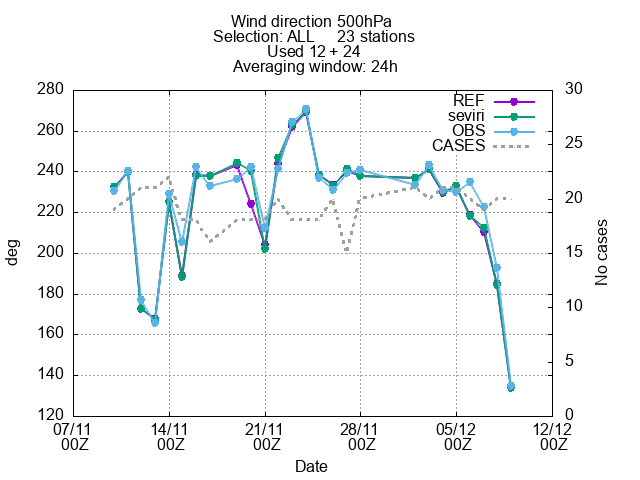 Wind direction 500hPa
Selection: ALL 23 stations
Used 12 + 24
Averaging window: 24h
280 30
REF
seviri
OBS
CASES
260 25
240
220 20
200 15
180
160 10
140 5
120 0
deg
No cases
07/11 14/11 21/11 28/11 05/12 12/12
00Z 00Z 00Z 00Z 00Z 00Z
Date